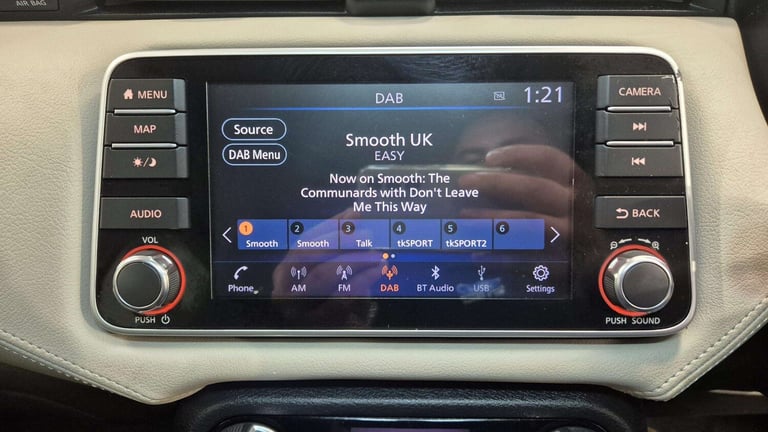 AIR BAG
MENU
MAP
AUDIO
VOL
PUSH
DAB
1:21
Source
DAB Menu
Smooth UK
EASY
Now on Smooth: The
Communards with Don't Leave
Me This Way
1 2 3 4 5 6
Smooth Smooth Talk tkSPORT tkSPORT2
Phone AM FM DAB BT Audio USB Settings
CAMERA
BACK
PUSH SOUND